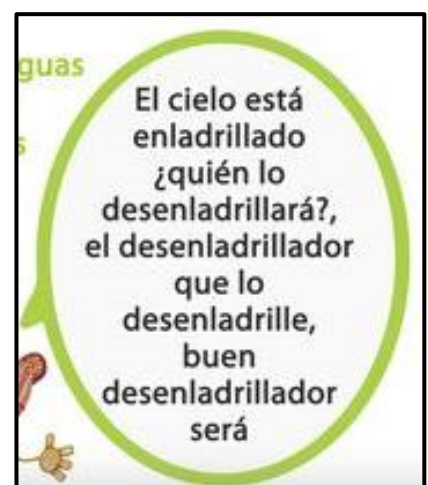 guas
s
El cielo está
enladrillado
¿quién lo
desenladrillará?,
el desenladrillador
que lo
desenladrille,
buen
desenladrillador
será